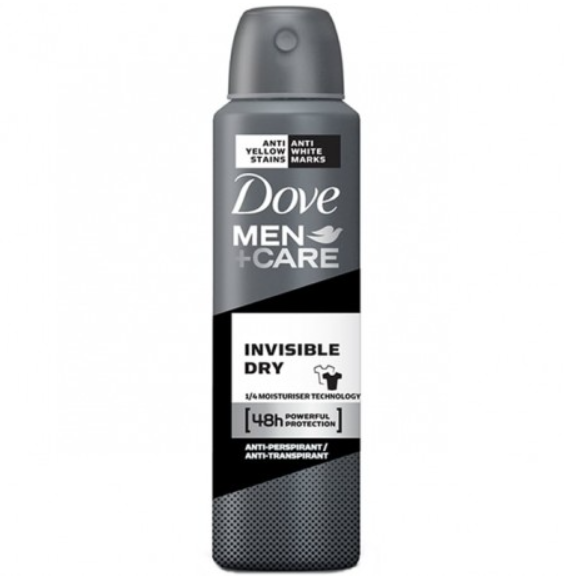 ANTI YELLOW STAINS
ANTI WHITE MARKS
Dove
MEN
+CARE
INVISIBLE
DRY
1/4 MOISTURISER TECHNOLOGY
[48h POWERFUL PROTECTION]
ANTI-PERSPIRANT/
ANTI-TRANSPIRANT